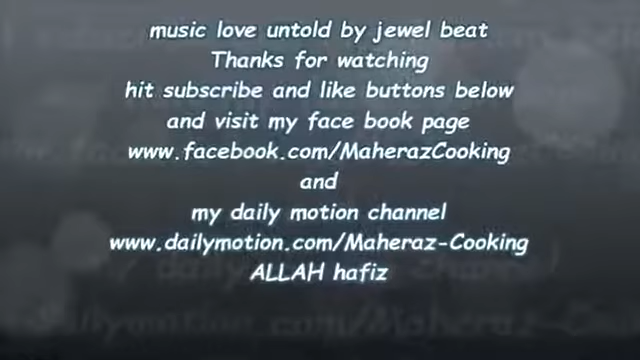 music love untold by jewel beat
Thanks for watching
hit subscribe and like buttons below
and visit my face book page
www.facebook.com/MaherazCooking
and
my daily motion channel
www.dailymotion.com/Maheraz-Cooking
ALLAH hafiz